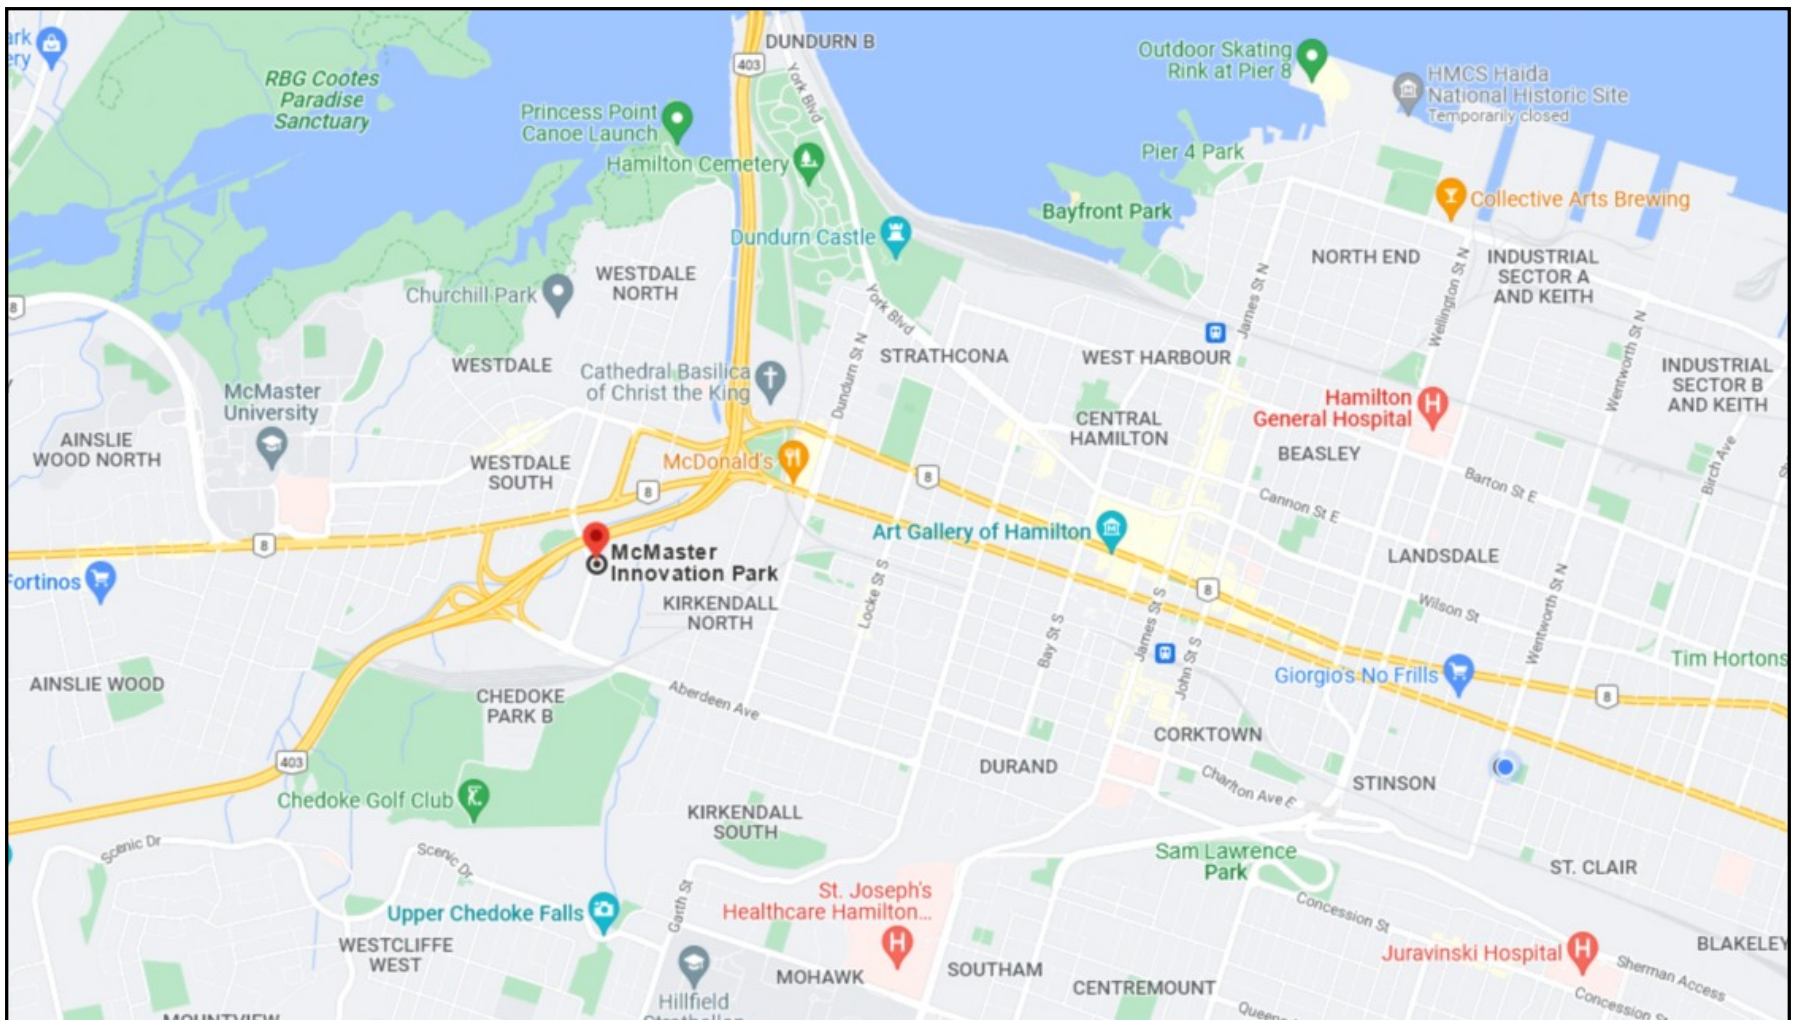 DUNDURN B
403
York Blvd
Outdoor Skating
Rink at Pier 8
HMCS Haida
National Historic Site
Temporarily closed
ark
ery
RBG Cootes
Paradise
Sanctuary
Princess Point
Canoe Launch
Hamilton Cemetery
Pier 4 Park
Collective Arts Brewing
Bayfront Park
Dundurn Castle
NORTH END
INDUSTRIAL
SECTOR A
AND KEITH
WESTDALE
NORTH
Churchill Park
8
York Blvd
James St N
Wellington St N
Wentworth St N
Dundurn St N
STRATHCONA
WEST HARBOUR
WESTDALE
Cathedral Basilica
of Christ the King
INDUSTRIAL
SECTOR B
AND KEITH
McMaster
University
Hamilton
General Hospital
CENTRAL
HAMILTON
BEASLEY
AINSLIE
WOOD NORTH
WESTDALE
SOUTH
McDonald's
8
8
Barton St E
Birch Ave
Cannon St E
Art Gallery of Hamilton
8
LANDSDALE
McMaster
Innovation Park
Fortinos
KIRKENDALL
NORTH
Locke St S
8
Wilson St
Wentworth St N
Bay St S
James St S
John St S
Giorgio's No Frills
Tim Hortons
8
AINSLIE WOOD
CHEDOKE
PARK B
Aberdeen Ave
CORKTOWN
403
DURAND
Charlton Ave E
STINSON
Chedoke Golf Club
KIRKENDALL
SOUTH
Scenic Dr
Scenic Dr
Sam Lawrence
Park
ST. CLAIR
St. Joseph's
Healthcare Hamilton...
Garth St
Upper Chedoke Falls
Concession St
WESTCLIFFE
WEST
Juravinski Hospital
BLAKELEY
MOHAWK
SOUTHAM
Sherman Access
CENTREMOUNT
Concession S
Hillfield
Strathallan
MOUNTVIEW
Queen